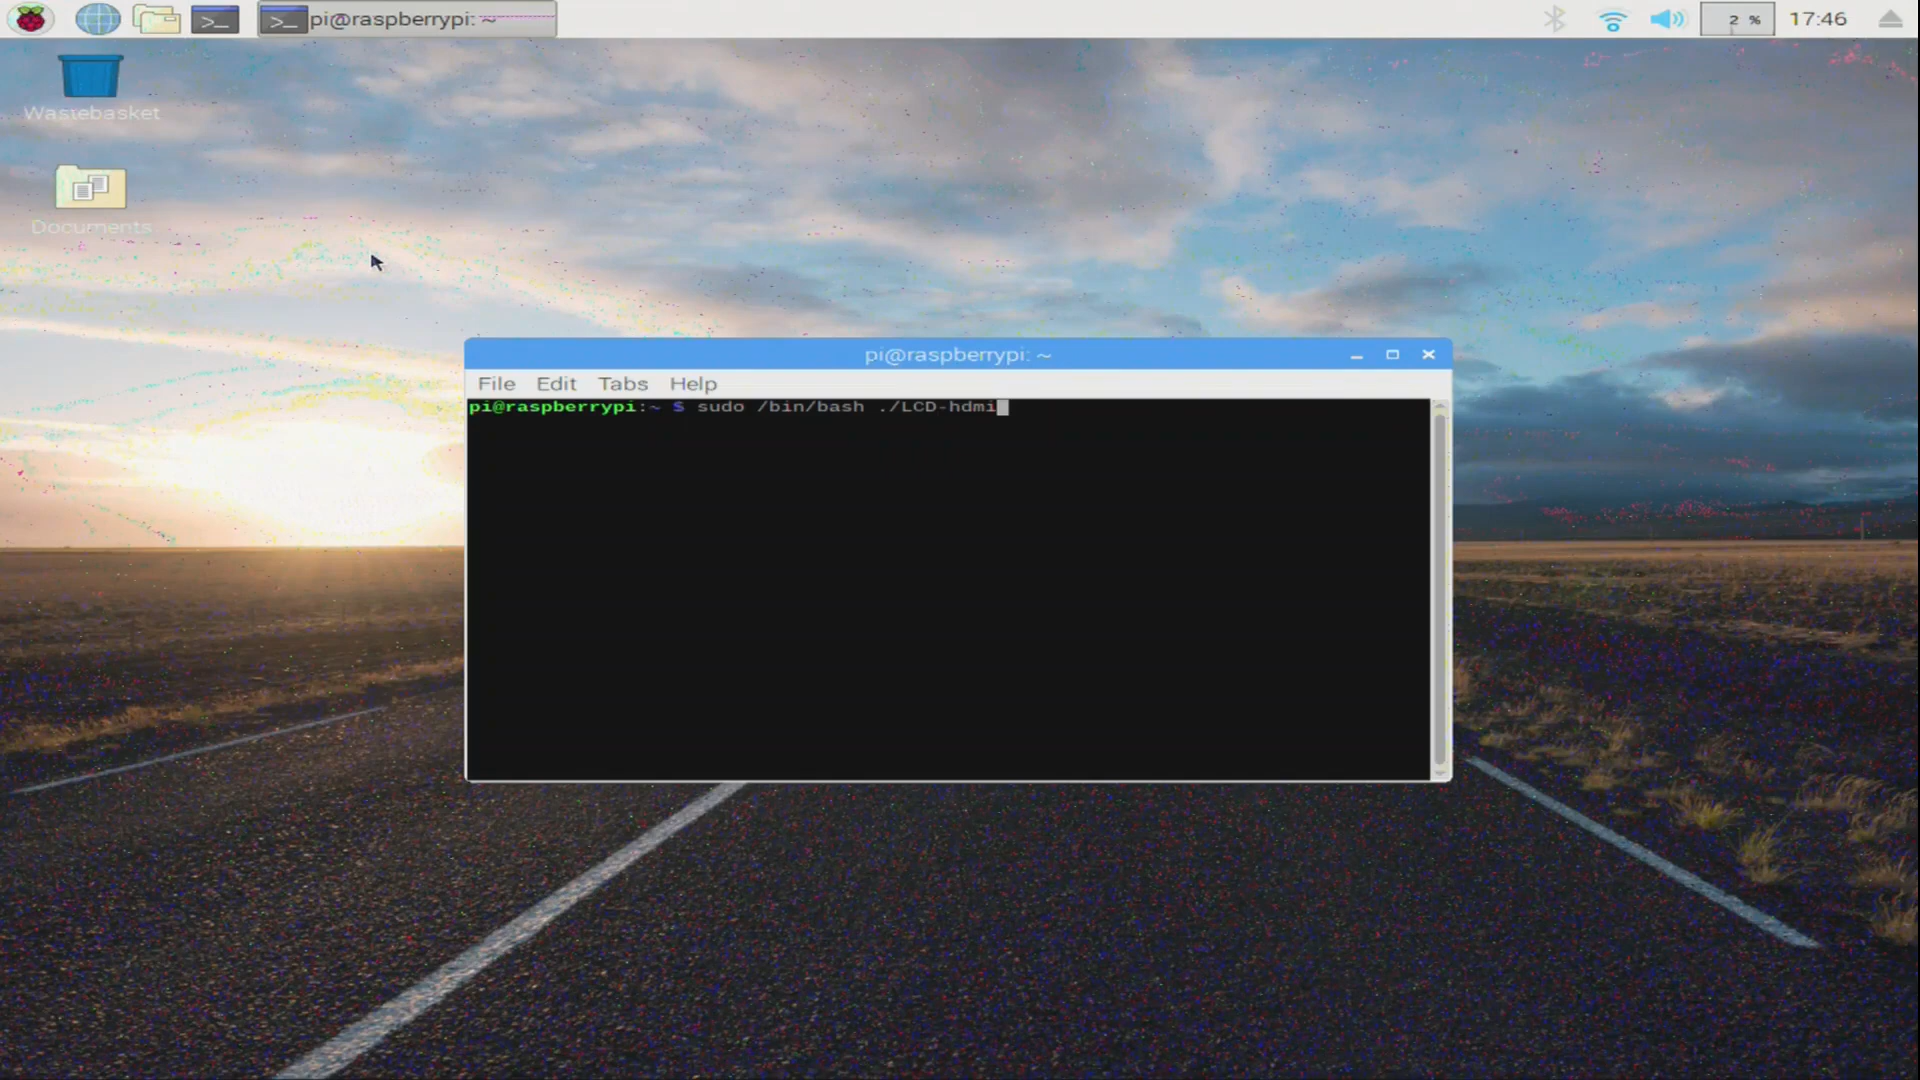 pi@raspberrypi: ~
2 %
17:46
Wastebasket
Documents
pi@raspberrypi: ~
File Edit Tabs Help
pi@raspberrypi:~ $ sudo /bin/bash ./LCD-hdmi